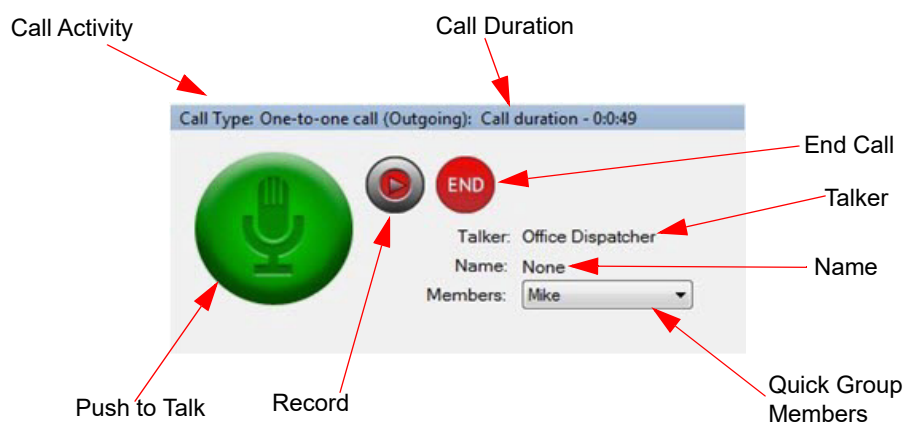 Call Activity
Call Duration
Call Type: One-to-one call (Outgoing): Call duration - 0:0:49
End Call
END
Talker
Talker: Office Dispatcher
Name: None
Name
Members: Mike
Push to Talk
Record
Quick Group
Members